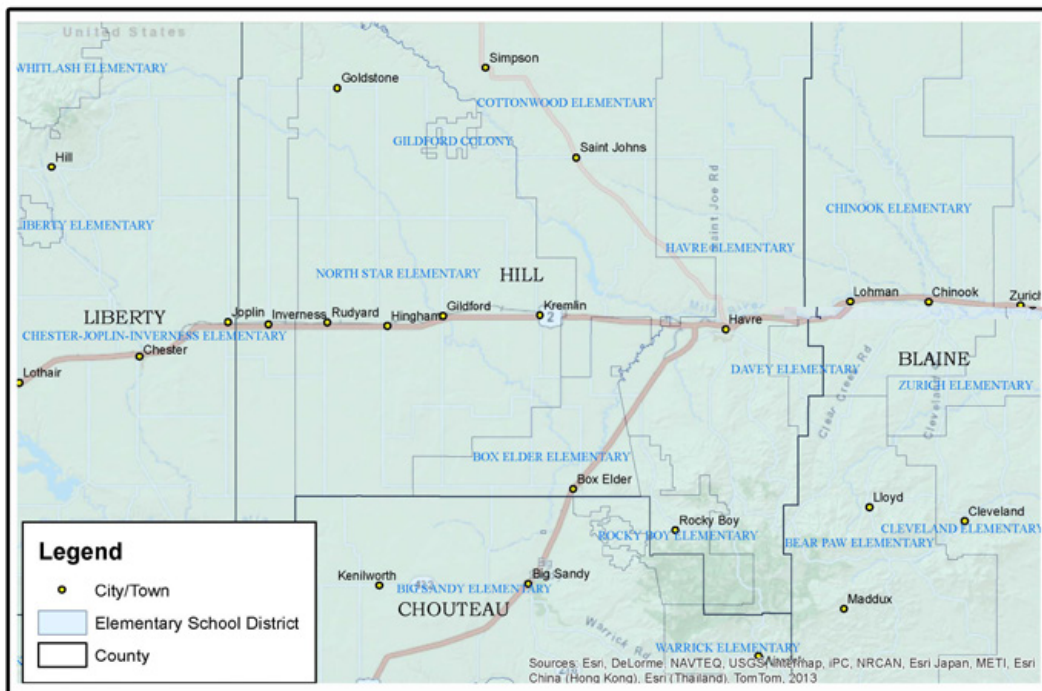 United States
WHITLASH ELEMENTARY
Simpson
Goldstone
COTTONWOOD ELEMENTARY
GILDFORD COLONY
Saint Johns
Hill
Saint Joe Rd
LIBERTY ELEMENTARY
CHINOOK ELEMENTARY
HAVRE ELEMENTARY
NORTH STAR ELEMENTARY
HILL
Milk River
Lohman
Chinook
Zurich
LIBERTY
Joplin
Inverness
Rudyard
Hingham
Gildford
Kremlin
2
Havre
CHESTER-JOPLIN-INVERNESS ELEMENTARY
Chester
Lothair
DAVEY ELEMENTARY
BLAINE
Clear Creek Rd
ZURICH ELEMENTARY
Cleveland
BOX ELDER ELEMENTARY
Box Elder
Lloyd
Cleveland
Rocky Boy
ROCKY BOY ELEMENTARY
CLEVELAND ELEMENTARY
BEAR PAW ELEMENTARY
Kenilworth
Big Sandy
BIG SANDY ELEMENTARY
CHOUTEAU
Maddux
Warrick Rd
WARRICK ELEMENTARY
Legend
City/Town
Elementary School District
County
Sources: Esri, DeLorme, NAVTEQ, USGS, Intermap, iPC, NRCAN, Esri Japan, METI, Esri
China (Hong Kong), Esri (Thailand), TomTom, 2013